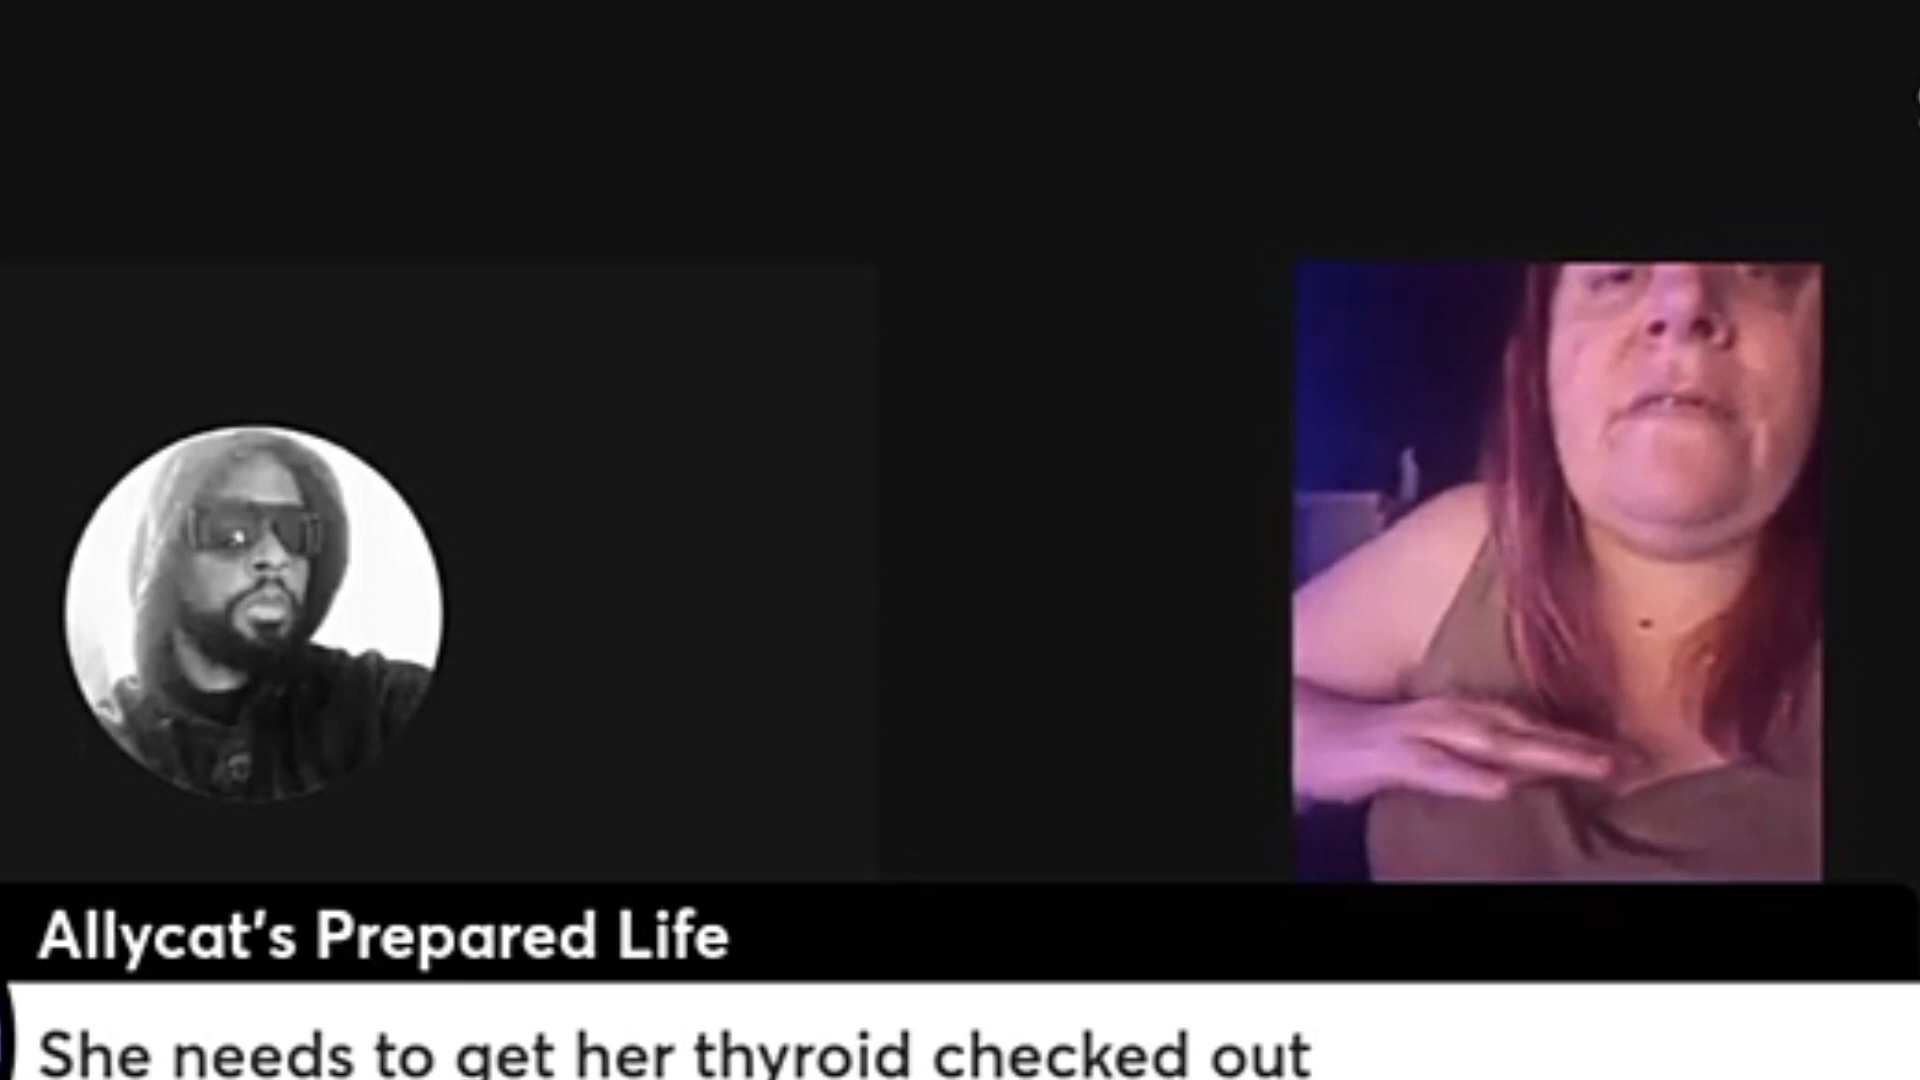 Allycat's Prepared Life
She needs to get her thyroid checked out